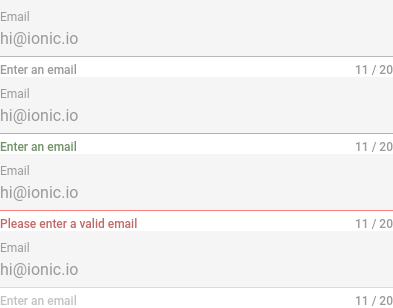 Email
hi@ionic.io
Enter an email 11 / 20
Email
hi@ionic.io
Enter an email 11 / 20
Email
hi@ionic.io
Please enter a valid email 11 / 20
Email
hi@ionic.io
Enter an email 11 / 20